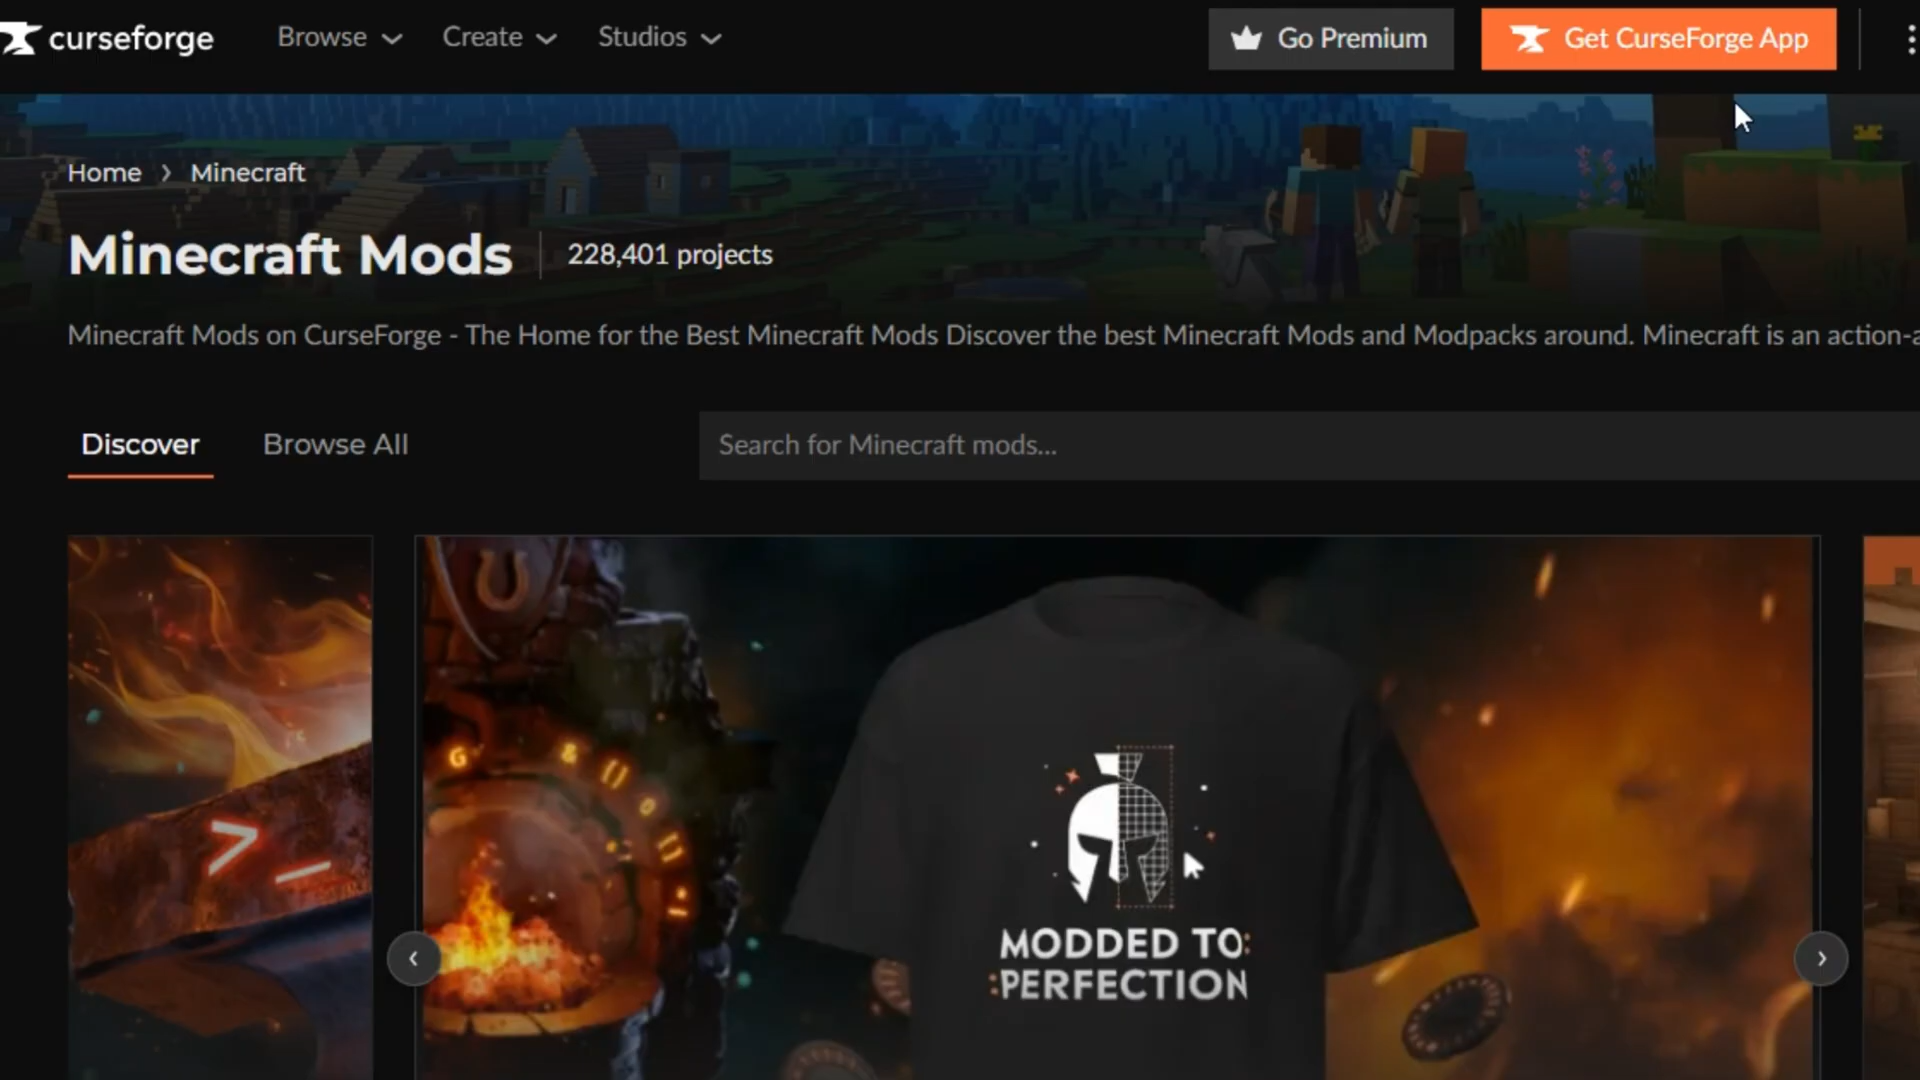 curseforge Browse Create Studios Go Premium Get CurseForge App
Home > Minecraft
Minecraft Mods 228,401 projects
Minecraft Mods on CurseForge - The Home for the Best Minecraft Mods Discover the best Minecraft Mods and Modpacks around. Minecraft is an action-a
Discover Browse All Search for Minecraft mods...
>_
MODDED TO
PERFECTION